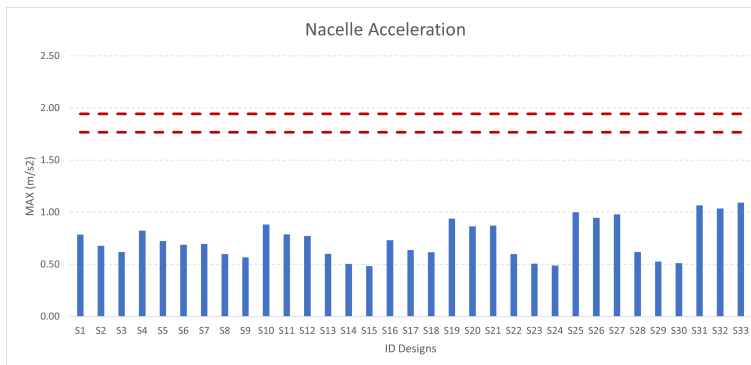 Nacelle Acceleration
2.50
2.00
1.50
1.00
0.50
0.00
MAX (m/s2)
S1 S2 S3 S4 S5 S6 S7 S8 S9 S10 S11 S12 S13 S14 S15 S16 S17 S18 S19 S20 S21 S22 S23 S24 S25 S26 S27 S28 S29 S30 S31 S32 S33
ID Designs